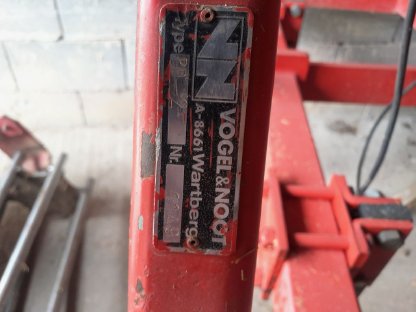 VOGEL & NOOT
A-8661 Wartberg
Type
Nr.